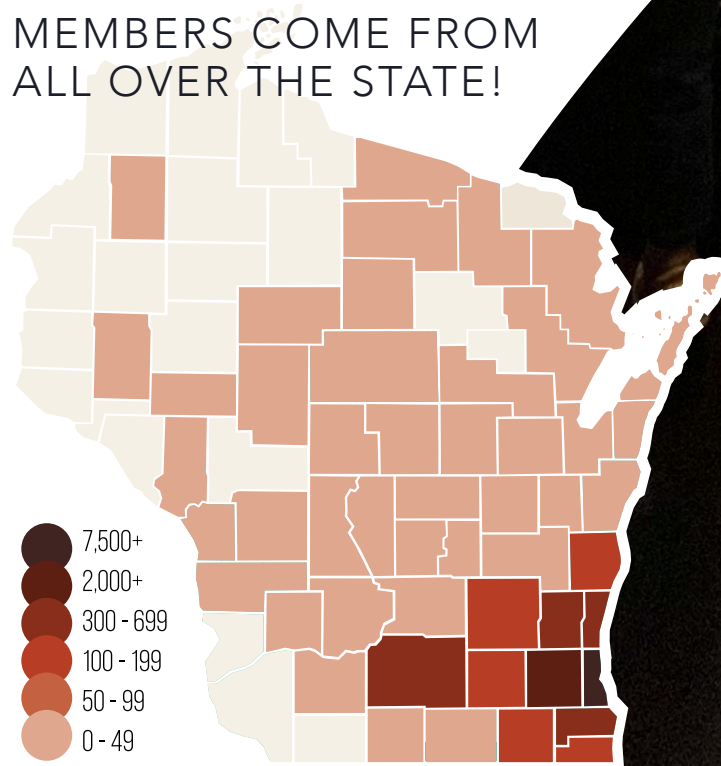 MEMBERS COME FROM
ALL OVER THE STATE!
7,500+
2,000+
300 - 699
100 - 199
50 - 99
0 - 49